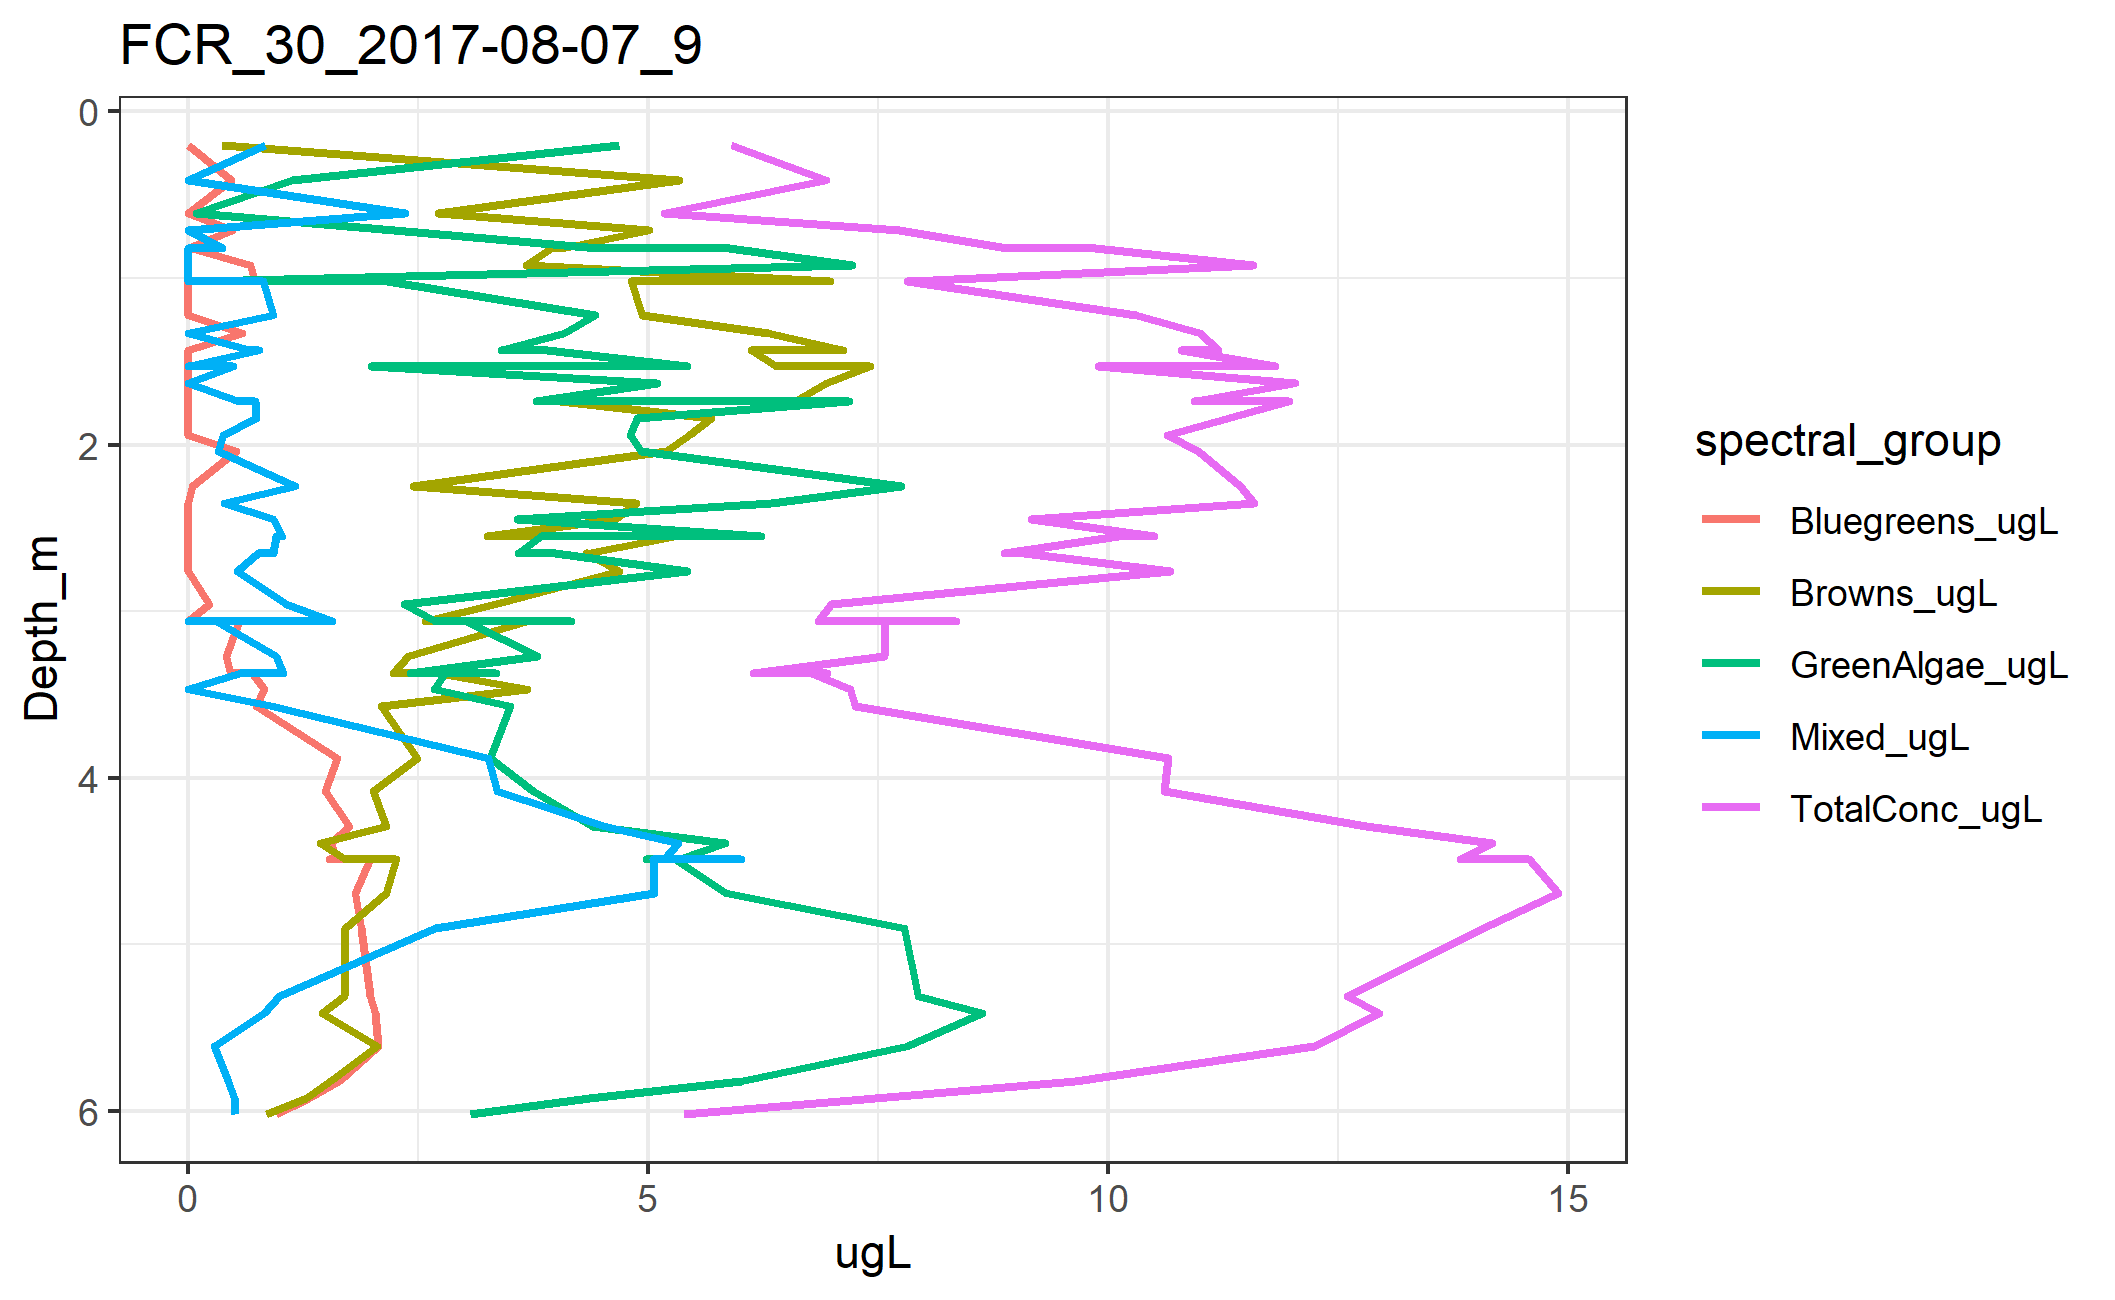 FCR_30_2017-08-07_9
0
2
4
6
Depth_m
0
5
10
15
ugL
spectral_group
Bluegreens_ugL
Browns_ugL
GreenAlgae_ugL
Mixed_ugL
TotalConc_ugL